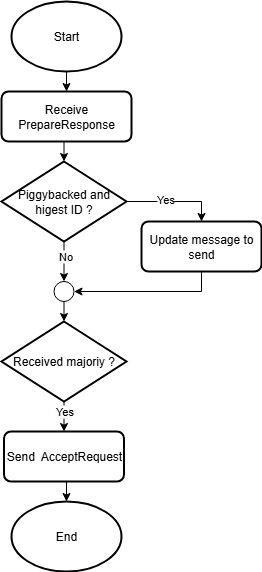 Start
Receive
PrepareResponse
Piggybacked and
higest ID ?
Yes
Update message to
send
No
Received majoriy ?
Yes
Send  AcceptRequest
End